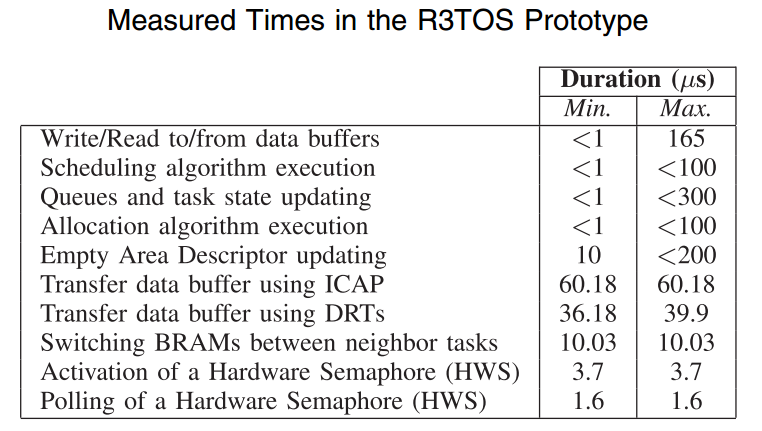 Measured Times in the R3TOS Prototype
Duration (μs)
Min. Max.
Write/Read to/from data buffers <1 165
Scheduling algorithm execution <1 <100
Queues and task state updating <1 <300
Allocation algorithm execution <1 <100
Empty Area Descriptor updating 10 <200
Transfer data buffer using ICAP 60.18 60.18
Transfer data buffer using DRTs 36.18 39.9
Switching BRAMs between neighbor tasks 10.03 10.03
Activation of a Hardware Semaphore (HWS) 3.7 3.7
Polling of a Hardware Semaphore (HWS) 1.6 1.6